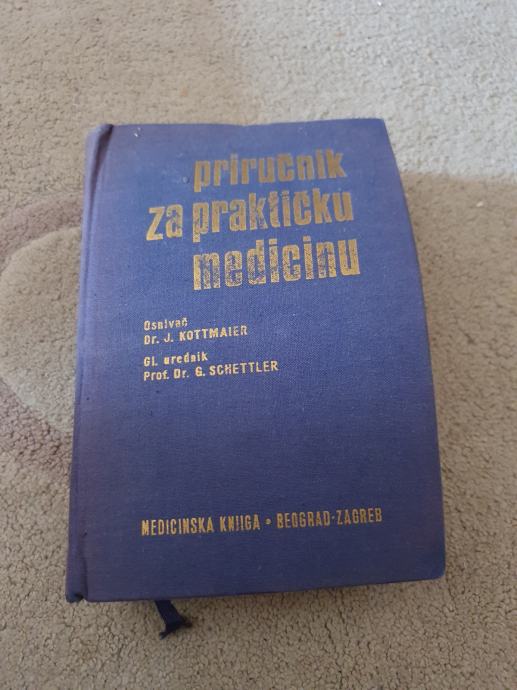 priručnik
za praktičku
medicinu
Osnivač
Dr. J. KOTTMAIER
Gl. urednik
Prof. Dr. G. SCHETTLER
MEDICINSKA KNJIGA • BEOGRAD-ZAGREB